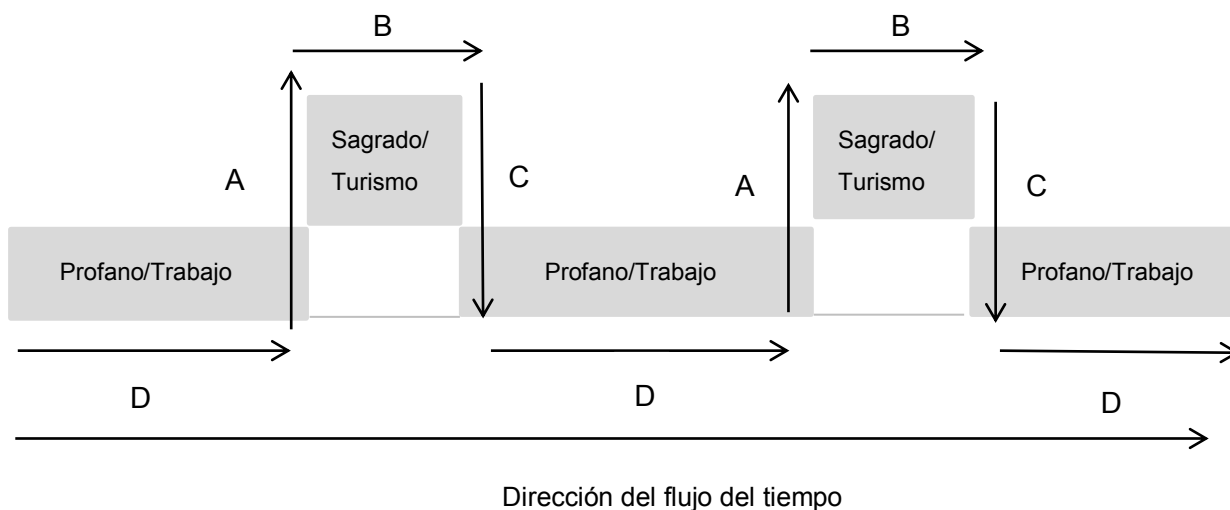 B
B
Sagrado/
Turismo
Sagrado/
Turismo
A
C
A
C
Profano/Trabajo
Profano/Trabajo
Profano/Trabajo
D
D
D
Dirección del flujo del tiempo